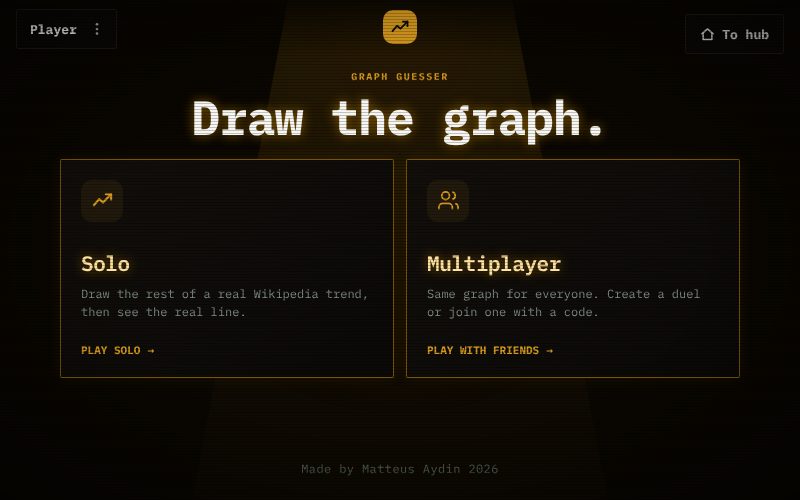 Player
To hub
GRAPH GUESSER
Draw the graph.
Solo
Draw the rest of a real Wikipedia trend,
then see the real line.
PLAY SOLO →
Multiplayer
Same graph for everyone. Create a duel
or join one with a code.
PLAY WITH FRIENDS →
Made by Matteus Aydin 2026